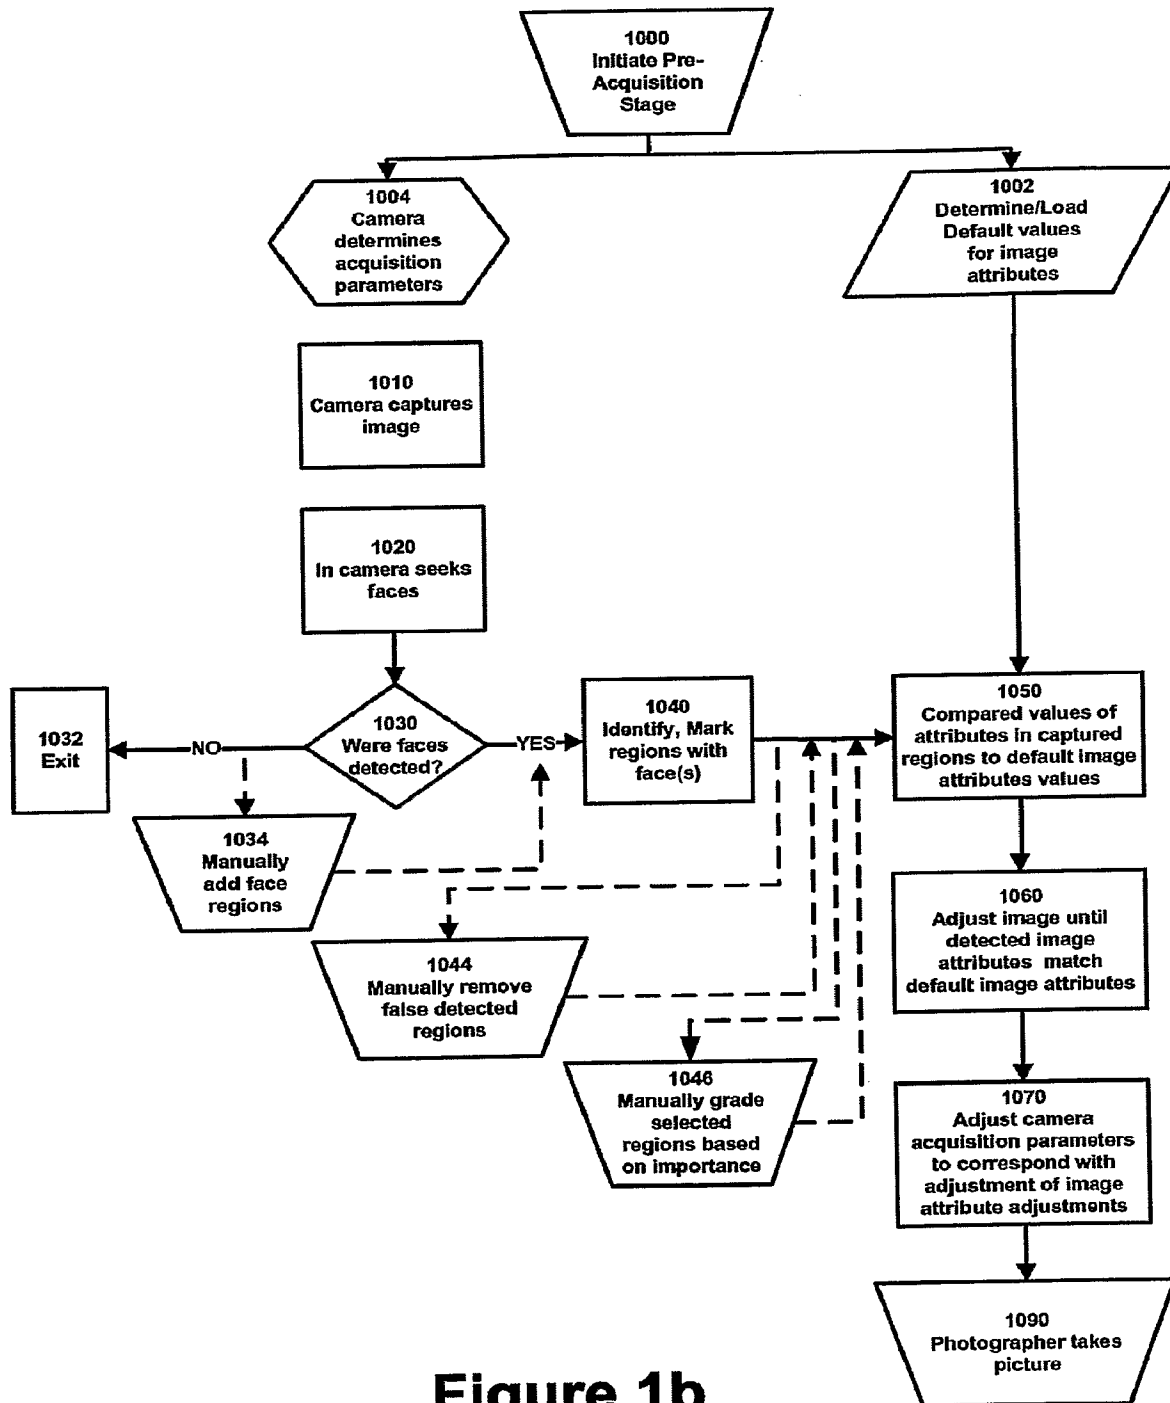 1000
Initiate Pre-
Acquisition
Stage
1004
Camera
determines
acquisition
parameters
1002
Determine/Load
Default values
for image
attributes
1010
Camera captures
image
1020
In camera seeks
faces
1030
Were faces
detected?
NO
YES
1032
Exit
1034
Manually
add face
regions
1040
Identify, Mark
regions with
face(s)
1044
Manually remove
false detected
regions
1046
Manually grade
selected
regions based
on importance
1050
Compared values of
attributes in captured
regions to default image
attributes values
1060
Adjust image until
detected image
attributes match
default image attributes
1070
Adjust camera
acquisition parameters
to correspond with
adjustment of image
attribute adjustments
1090
Photographer takes
picture
Figure 1b